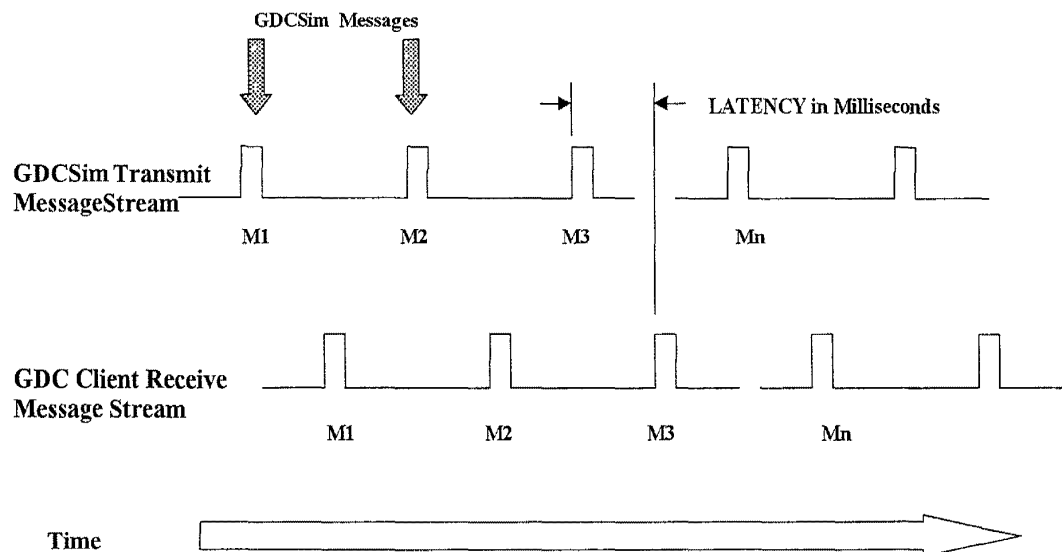 GDCSim Messages
LATENCY in Milliseconds
GDCSim Transmit
MessageStream
M1 M2 M3 Mn
GDC Client Receive
Message Stream
M1 M2 M3 Mn
Time